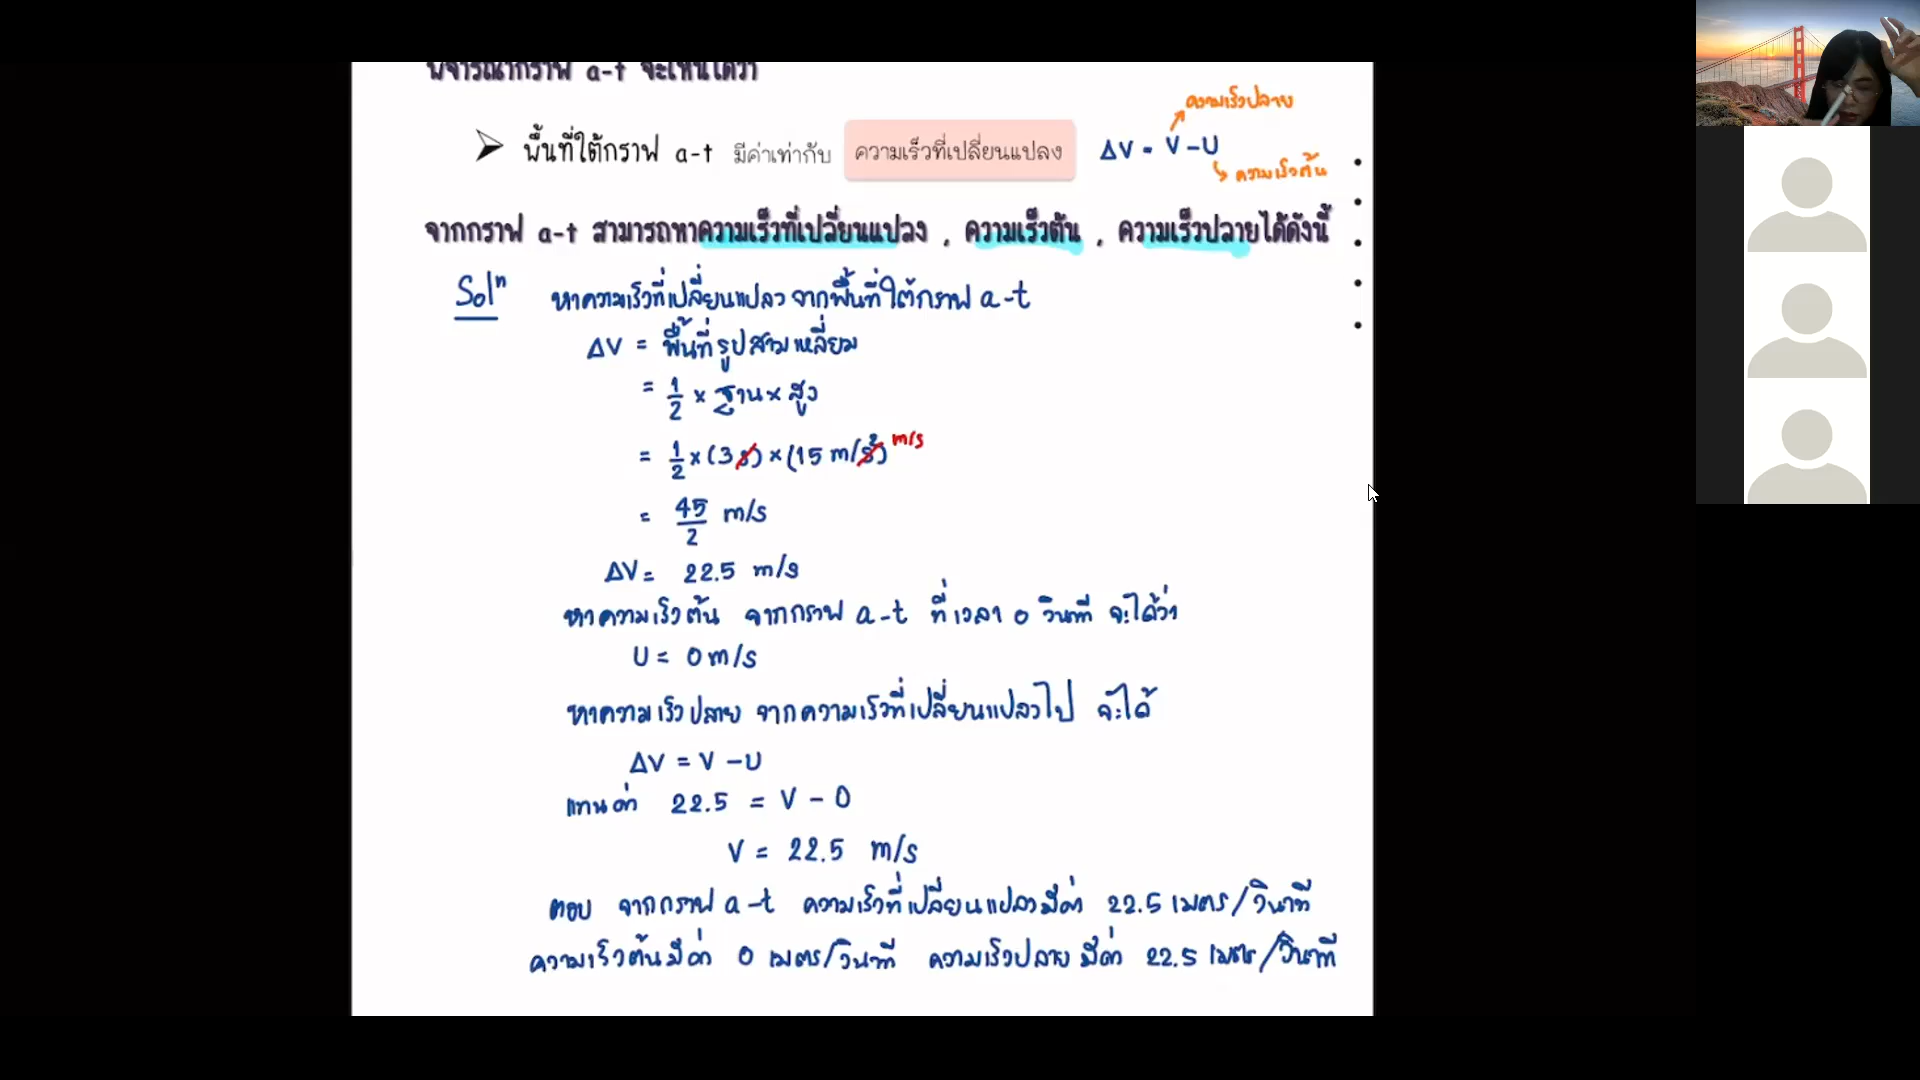 พิจารณากราฟ a-t จะเห็นได้ว่า
ความเร็วปลาย
➤ พื้นที่ใต้กราฟ a-t มีค่าเท่ากับ ความเร็วที่เปลี่ยนแปลง ΔV = V - U
ความเร็วต้น
จากกราฟ a-t สามารถหาความเร็วที่เปลี่ยนแปลง , ความเร็วต้น , ความเร็วปลายได้ดังนี้
Solⁿ หาความเร็วที่เปลี่ยนแปลง จากพื้นที่ใต้กราฟ a-t
ΔV = พื้นที่รูปสามเหลี่ยม
= 1/2 × ฐาน × สูง
= 1/2 × (3 s) × (15 m/s²) m/s
= 45/2 m/s
ΔV = 22.5 m/s
หาความเร็วต้น จากกราฟ a-t ที่เวลา 0 วินาที จะได้ว่า
U = 0 m/s
หาความเร็วปลาย จากความเร็วที่เปลี่ยนแปลงไป จะได้
ΔV = V - U
แทนค่า 22.5 = V - 0
V = 22.5 m/s
ตอบ จากกราฟ a-t ความเร็วที่เปลี่ยนแปลงมีค่า 22.5 เมตร/วินาที
ความเร็วต้นมีค่า 0 เมตร/วินาที ความเร็วปลายมีค่า 22.5 เมตร/วินาที